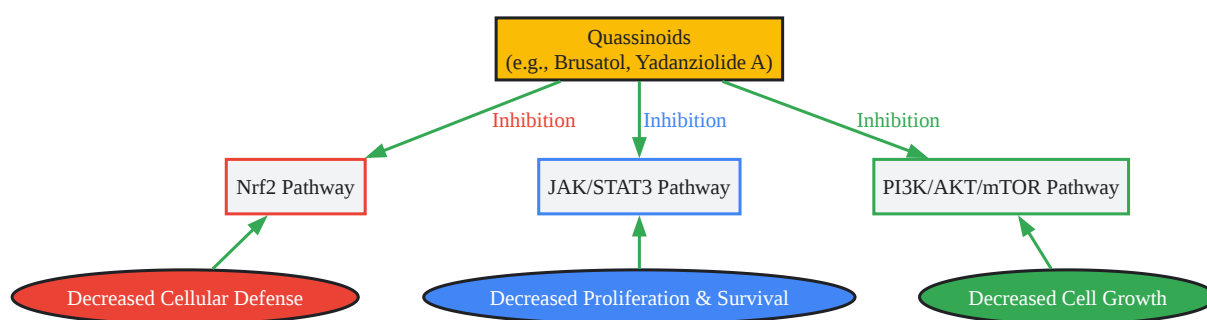 Quassinoids
(e.g., Brusatol, Yadanziolide A)
Inhibition
Inhibition
Inhibition
Nrf2 Pathway
JAK/STAT3 Pathway
PI3K/AKT/mTOR Pathway
Decreased Cellular Defense
Decreased Proliferation & Survival
Decreased Cell Growth